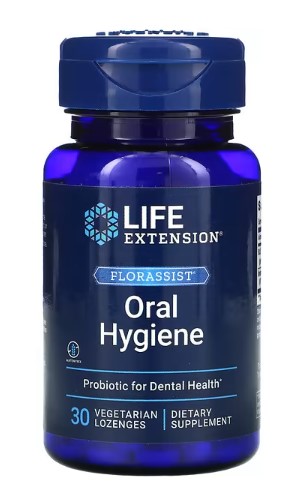 LIFE
EXTENSION®
FLORASSIST®
Oral
Hygiene
Probiotic for Dental Health*
30 VEGETARIAN LOZENGES | DIETARY SUPPLEMENT